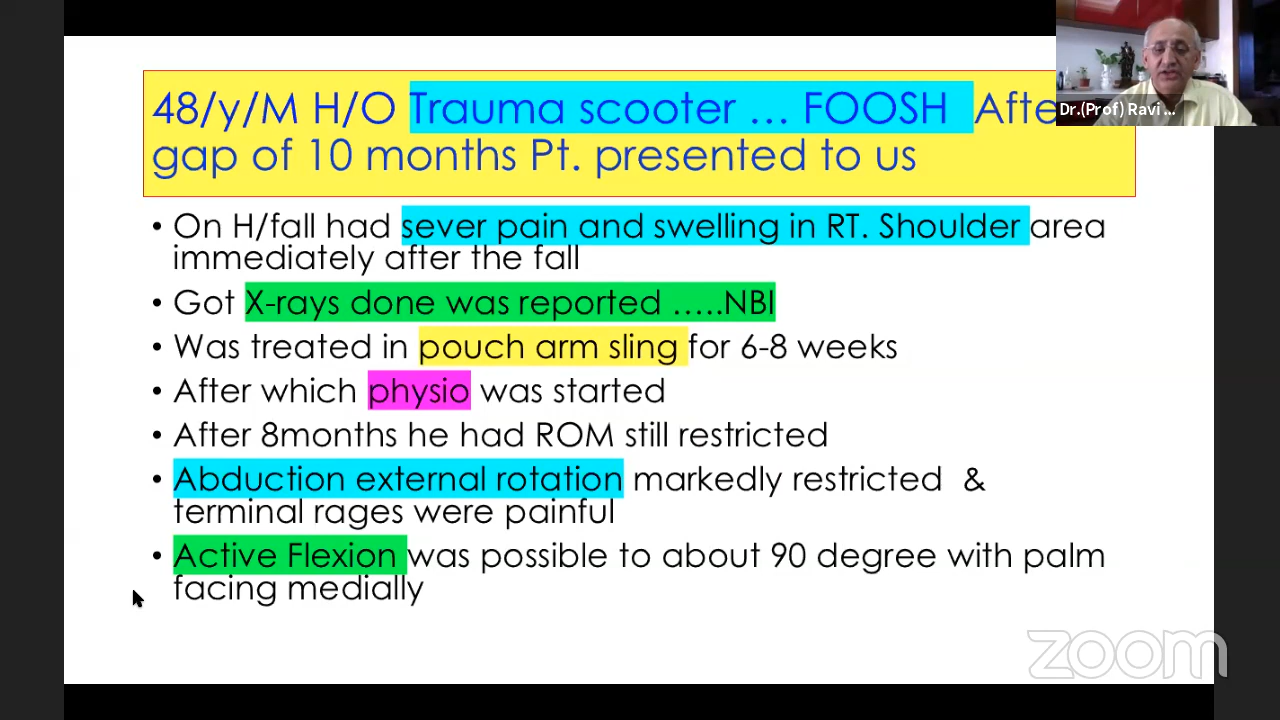 48/y/M H/O Trauma scooter ... FOOSH Afte
gap of 10 months Pt. presented to us
Dr.(Prof) Ravi ...
• On H/fall had sever pain and swelling in RT. Shoulder area
immediately after the fall
• Got X-rays done was reported .....NBI
• Was treated in pouch arm sling for 6-8 weeks
• After which physio was started
• After 8months he had ROM still restricted
• Abduction external rotation markedly restricted &
terminal rages were painful
• Active Flexion was possible to about 90 degree with palm
facing medially
zoom